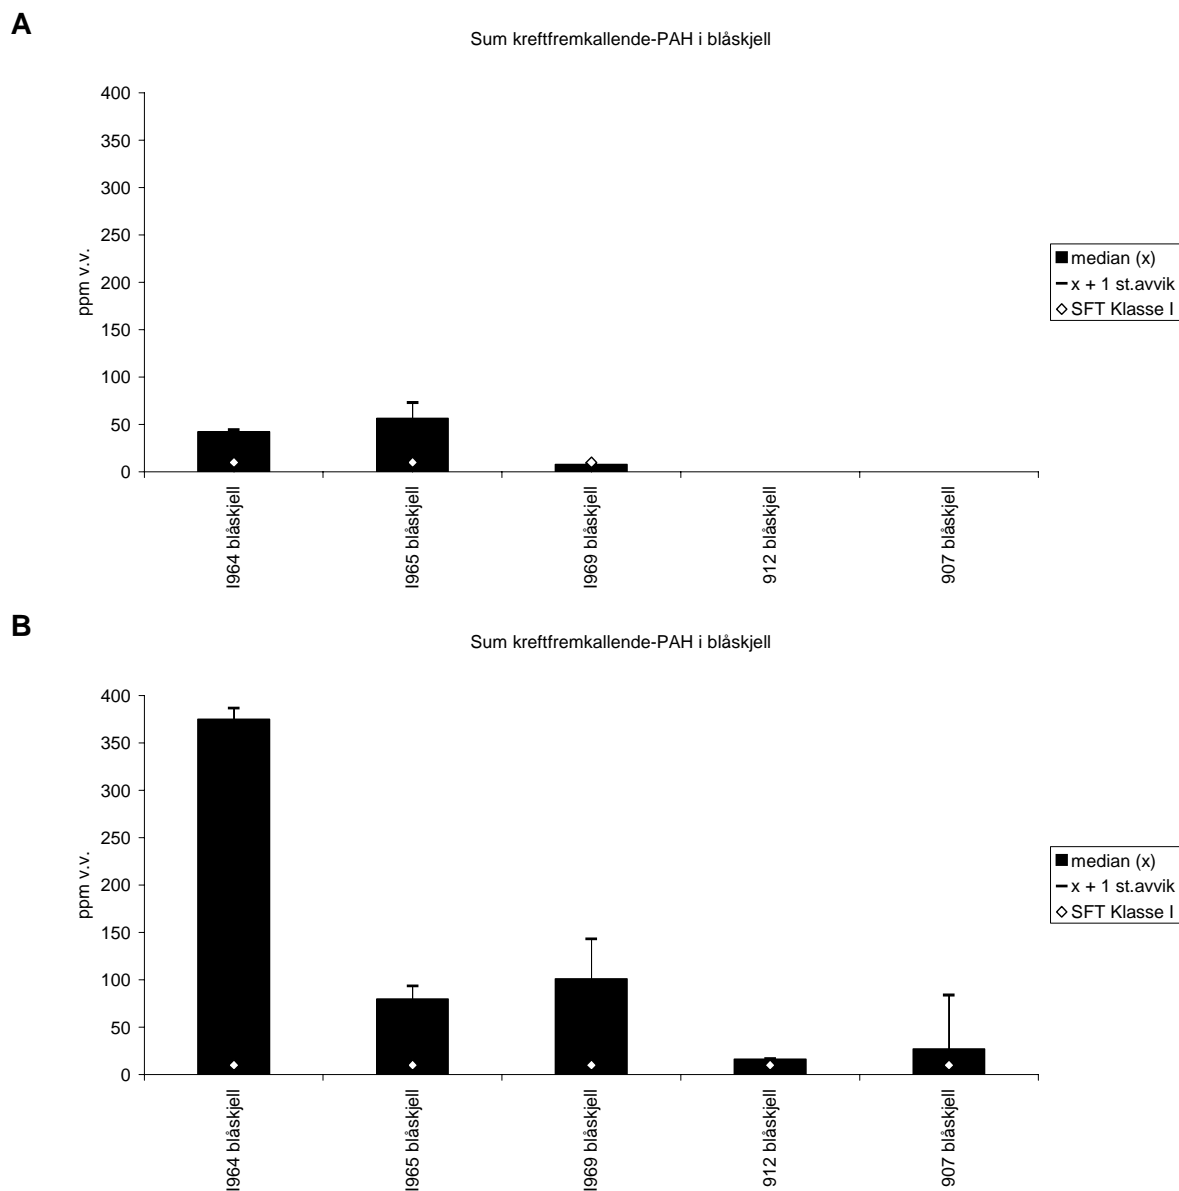 A
Sum kreftfremkallende-PAH i blåskjell
400
350
300
250
200
150
100
50
0
ppm v.v.
I964 blåskjell
I965 blåskjell
I969 blåskjell
912 blåskjell
907 blåskjell
median (x)
x + 1 st.avvik
SFT Klasse I
B
Sum kreftfremkallende-PAH i blåskjell
400
350
300
250
200
150
100
50
0
ppm v.v.
I964 blåskjell
I965 blåskjell
I969 blåskjell
912 blåskjell
907 blåskjell
median (x)
x + 1 st.avvik
SFT Klasse I